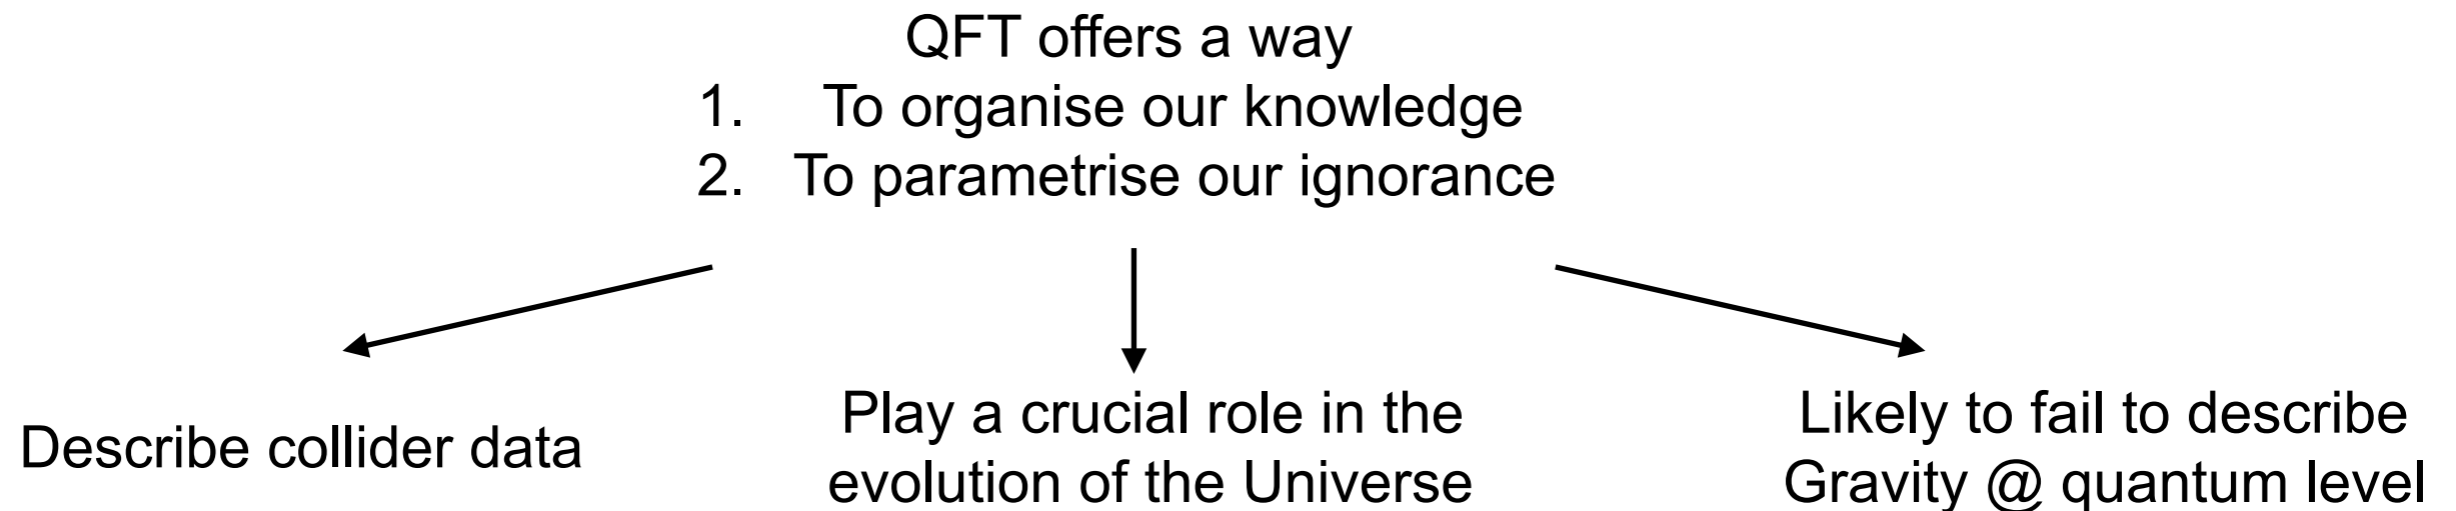 QFT offers a way
1. To organise our knowledge
2. To parametrise our ignorance
Describe collider data
Play a crucial role in the
evolution of the Universe
Likely to fail to describe
Gravity @ quantum level